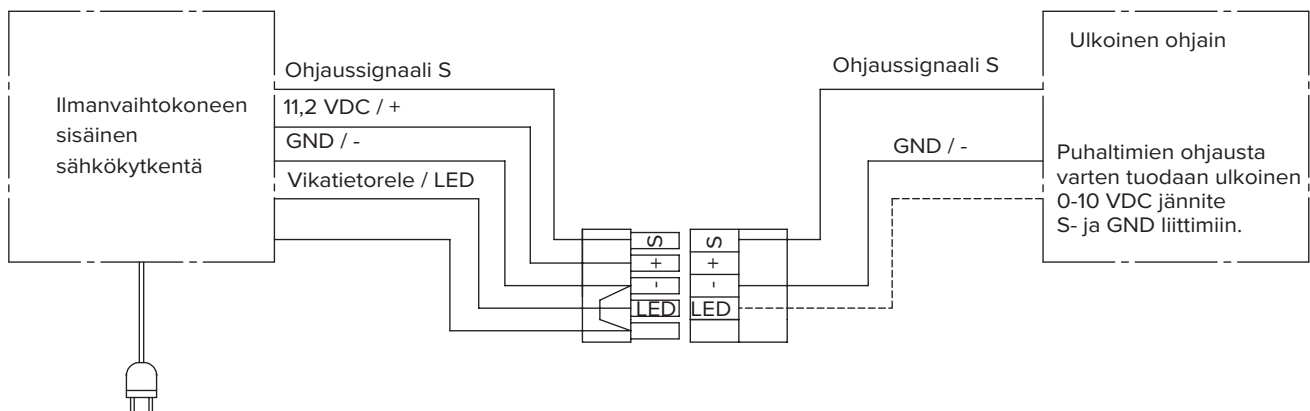 Ilmanvaihtokoneen
sisäinen
sähkökytkentä
Ohjaussignaali S
11,2 VDC / +
GND / -
Vikatietorele / LED
S
+
-
LED
S
+
-
LED
Ohjaussignaali S
GND / -
Ulkoinen ohjain
Puhaltimien ohjausta
varten tuodaan ulkoinen
0-10 VDC jännite
S- ja GND liittimiin.